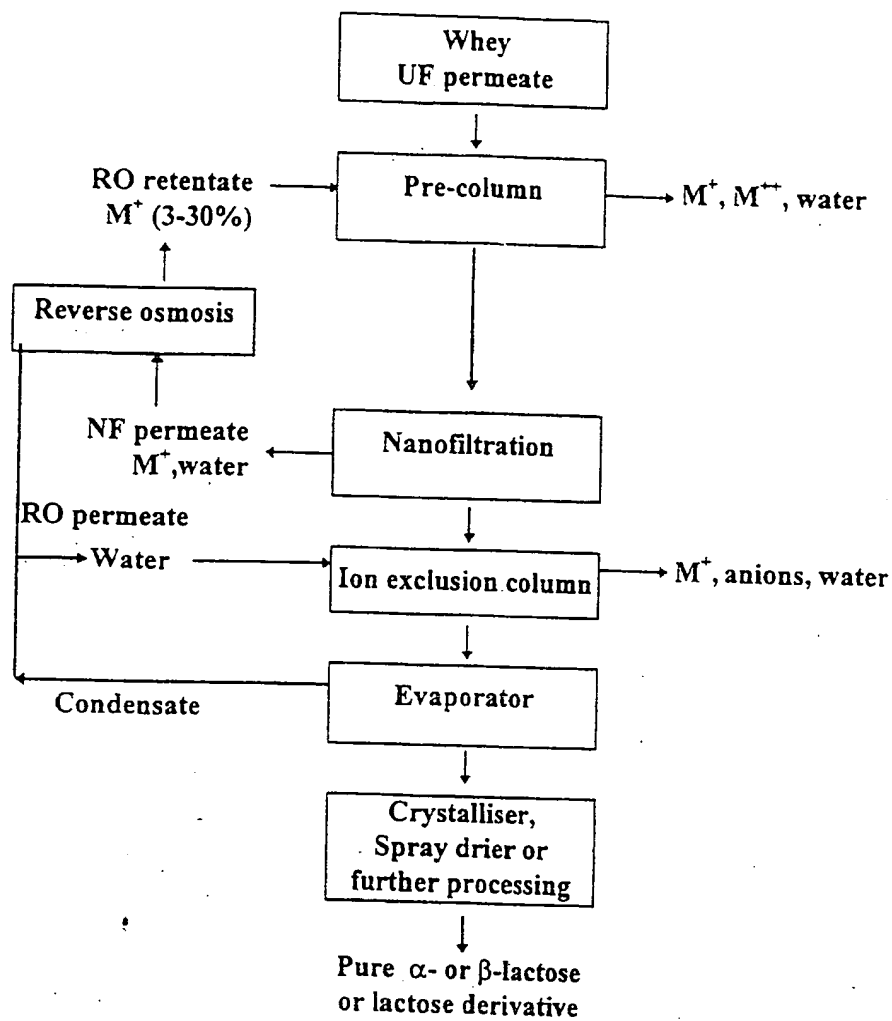 Whey
UF permeate
RO retentate
M⁺ (3-30%)
Pre-column
M⁺, M⁺⁺, water
Reverse osmosis
NF permeate
M⁺,water
Nanofiltration
RO permeate
Water
Ion exclusion column
M⁺, anions, water
Condensate
Evaporator
Crystalliser,
Spray drier or
further processing
Pure α- or β-lactose
or lactose derivative